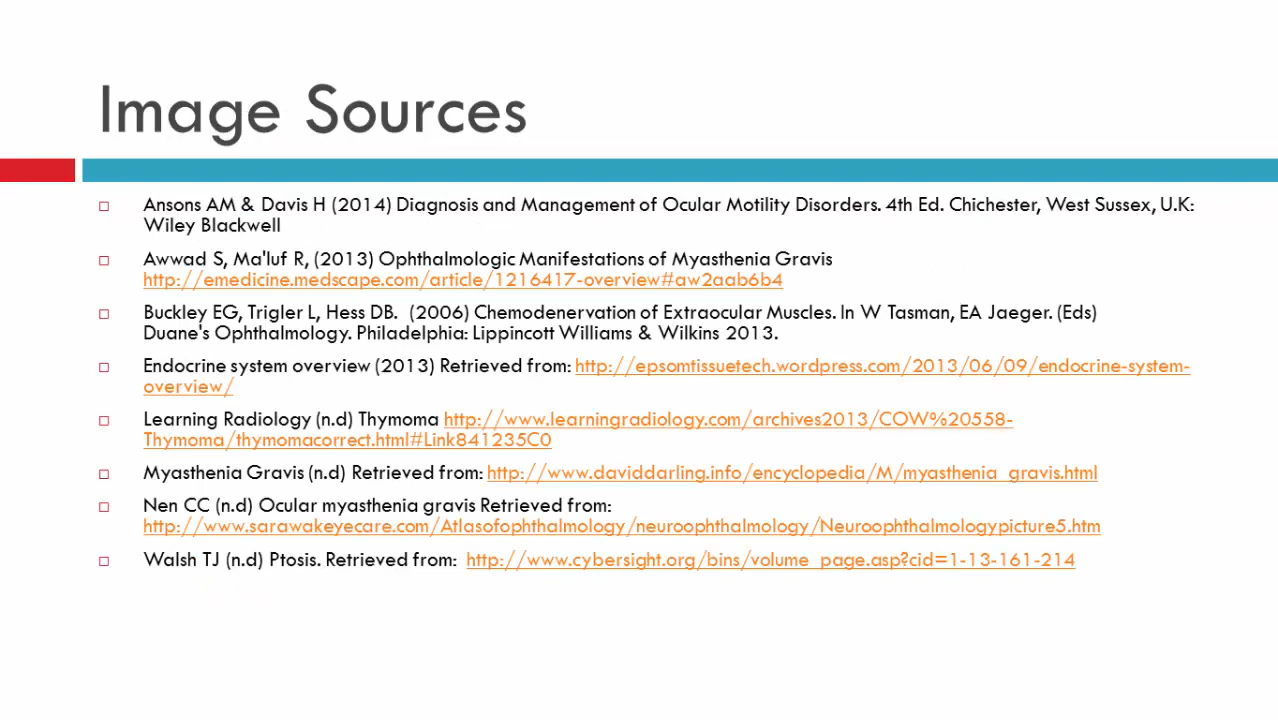 Image Sources
Ansons AM & Davis H (2014) Diagnosis and Management of Ocular Motility Disorders. 4th Ed. Chichester, West Sussex, U.K:
Wiley Blackwell
Awwad S, Ma'luf R, (2013) Ophthalmologic Manifestations of Myasthenia Gravis
http://emedicine.medscape.com/article/1216417-overview#aw2aab6b4
Buckley EG, Trigler L, Hess DB.  (2006) Chemodenervation of Extraocular Muscles. In W Tasman, EA Jaeger. (Eds)
Duane's Ophthalmology. Philadelphia: Lippincott Williams & Wilkins 2013.
Endocrine system overview (2013) Retrieved from: http://epsomtissuetech.wordpress.com/2013/06/09/endocrine-system-
overview/
Learning Radiology (n.d) Thymoma http://www.learningradiology.com/archives2013/COW%20558-
Thymoma/thymomacorrect.html#Link841235C0
Myasthenia Gravis (n.d) Retrieved from: http://www.daviddarling.info/encyclopedia/M/myasthenia_gravis.html
Nen CC (n.d) Ocular myasthenia gravis Retrieved from:
http://www.sarawakeyecare.com/Atlasofophthalmology/neuroophthalmology/Neuroophthalmologypicture5.htm
Walsh TJ (n.d) Ptosis. Retrieved from:  http://www.cybersight.org/bins/volume_page.asp?cid=1-13-161-214